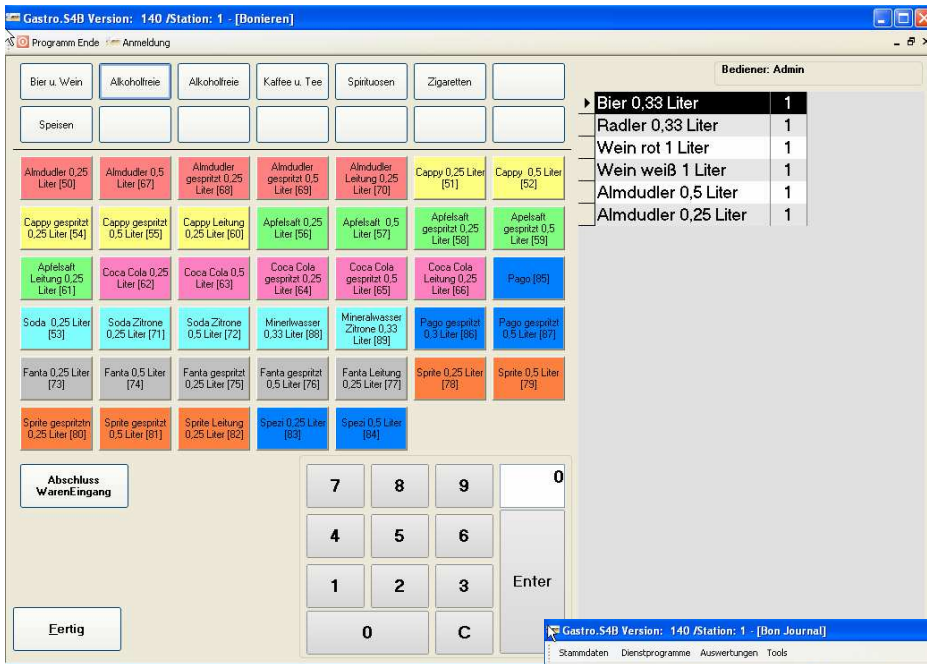 Gastro.S4B Version: 140 /Station: 1 - [Bonieren]
Programm Ende Anmeldung
Bier u. Wein
Alkoholfreie
Alkoholfreie
Kaffee u. Tee
Spirituosen
Zigaretten
Speisen
Bediener: Admin
Bier 0,33 Liter 1
Radler 0,33 Liter 1
Wein rot 1 Liter 1
Wein weiß 1 Liter 1
Almdudler 0,5 Liter 1
Almdudler 0,25 Liter 1
Almdudler 0,25
Liter [50]
Almdudler 0,5
Liter [67]
Almdudler
gespritzt 0,25
Liter [68]
Almdudler
gespritzt 0,5
Liter [69]
Almdudler
Leitung 0,25
Liter [70]
Cappy 0,25 Liter
[51]
Cappy 0,5 Liter
[52]
Cappy gespritzt
0,25 Liter [54]
Cappy gespritzt
0,5 Liter [55]
Cappy Leitung
0,25 Liter [60]
Apfelsaft 0,25
Liter [56]
Apfelsaft 0,5
Liter [57]
Apfelsaft
gespritzt 0,25
Liter [58]
Apelsaft
gespritzt 0,5
Liter [59]
Apfelsaft
Leitung 0,25
Liter [61]
Coca Cola 0,25
Liter [62]
Coca Cola 0,5
Liter [63]
Coca Cola
gespritzt 0,25
Liter [64]
Coca Cola
gespritzt 0,5
Liter [65]
Coca Cola
Leitung 0,25
Liter [66]
Pago [85]
Soda 0,25 Liter
[53]
Soda Zitrone
0,25 Liter [71]
Soda Zitrone
0,5 Liter [72]
Minerlwasser
0,33 Liter [88]
Mineralwasser
Zitrone 0,33
Liter [89]
Pago gespritzt
0,3 Liter [86]
Pago gespritzt
0,5 Liter [87]
Fanta 0,25 Liter
[73]
Fanta 0,5 Liter
[74]
Fanta gespritzt
0,25 Liter [75]
Fanta gespritzt
0,5 Liter [76]
Fanta Leitung
0,25 Liter [77]
Sprite 0,25 Liter
[78]
Sprite 0,5 Liter
[79]
Sprite gespritztn
0,25 Liter [80]
Sprite gespritzt
0,5 Liter [81]
Sprite Leitung
0,25 Liter [82]
Spezi 0,25 Liter
[83]
Spezi 0,5 Liter
[84]
Abschluss
WarenEingang
7 8 9 0
4 5 6
1 2 3 Enter
0 C
Fertig
Gastro.S4B Version: 140 /Station: 1 - [Bon Journal]
Stammdaten Dienstprogramme Auswertungen Tools